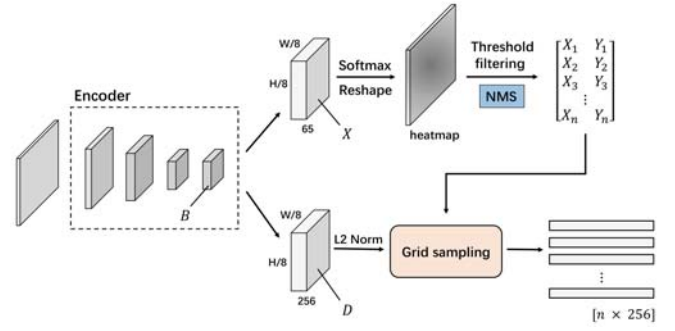 Encoder
B
W/8
H/8
65
X
Softmax
Reshape
heatmap
Threshold
filtering
NMS
X₁ Y₁
X₂ Y₂
X₃ Y₃
⋮
Xₙ Yₙ
W/8
H/8
256
D
L2 Norm
Grid sampling
⋮
[n × 256]